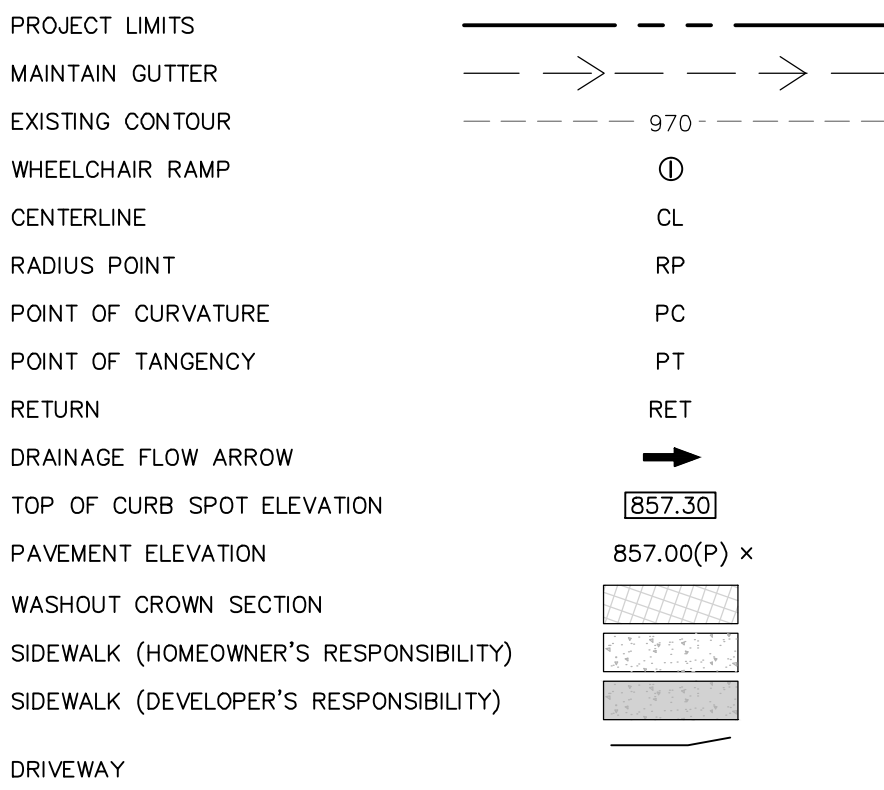 PROJECT LIMITS
MAINTAIN GUTTER
EXISTING CONTOUR 970
WHEELCHAIR RAMP
CENTERLINE CL
RADIUS POINT RP
POINT OF CURVATURE PC
POINT OF TANGENCY PT
RETURN RET
DRAINAGE FLOW ARROW
TOP OF CURB SPOT ELEVATION 857.30
PAVEMENT ELEVATION 857.00(P) ×
WASHOUT CROWN SECTION
SIDEWALK (HOMEOWNER'S RESPONSIBILITY)
SIDEWALK (DEVELOPER'S RESPONSIBILITY)
DRIVEWAY